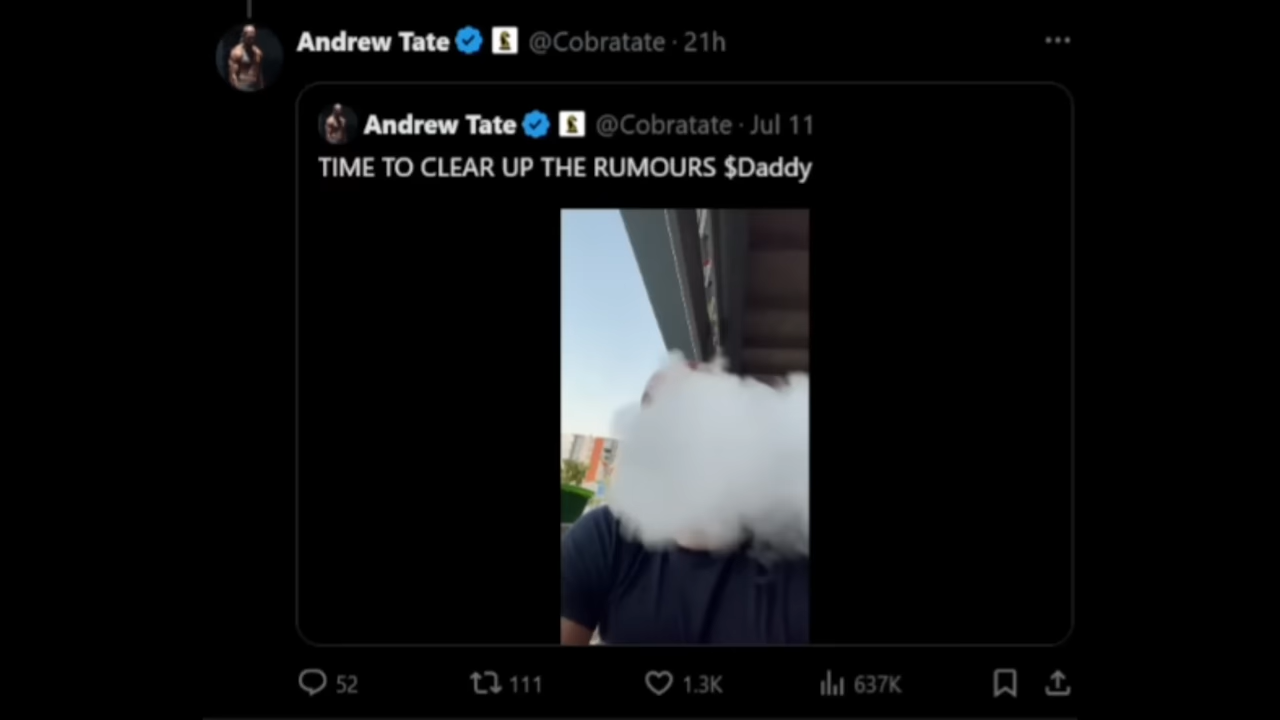 Andrew Tate @Cobratate · 21h
Andrew Tate @Cobratate · Jul 11
TIME TO CLEAR UP THE RUMOURS $Daddy
52 111 1.3K 637K